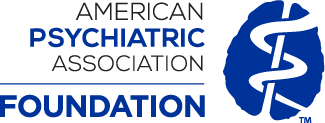 AMERICAN
PSYCHIATRIC
ASSOCIATION
FOUNDATION
TM